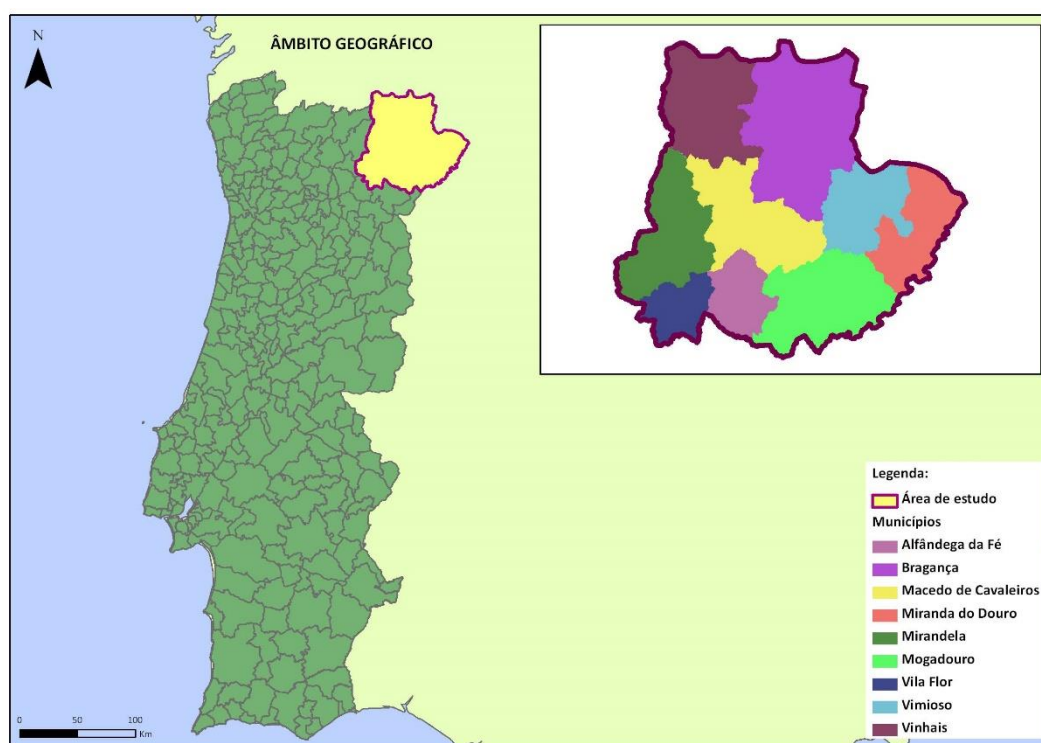 N
ÂMBITO GEOGRÁFICO
Legenda:
Área de estudo
Municípios
Alfândega da Fé
Bragança
Macedo de Cavaleiros
Miranda do Douro
Mirandela
Mogadouro
Vila Flor
Vimioso
Vinhais
0 50 100
Km